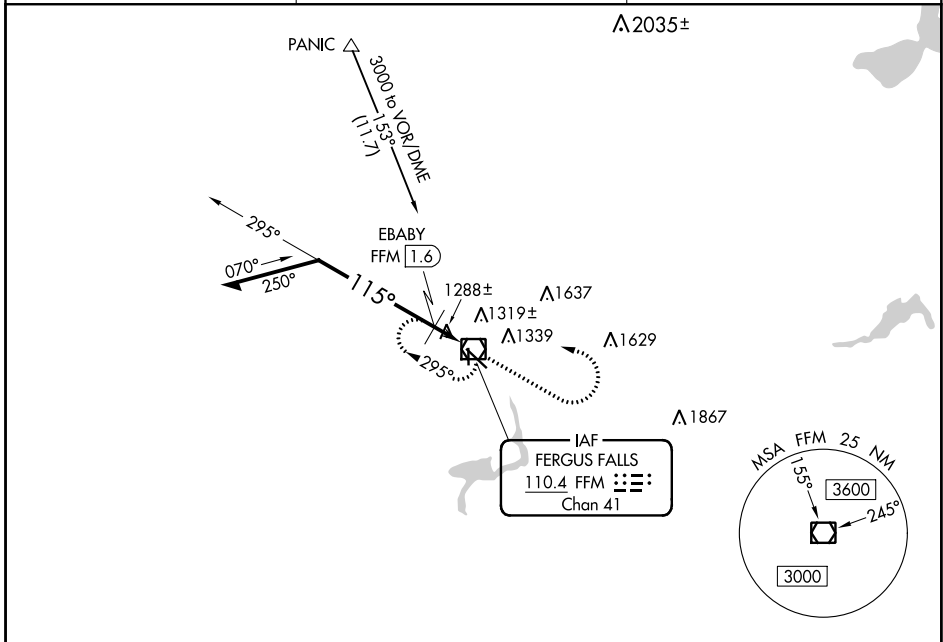 2035±
PANIC
3000 to VOR/DME
153°
(11.7)
295°
EBABY
FFM 1.6
070°
250°
115°
1288±
1637
1319±
1339
1629
295°
1867
IAF
FERGUS FALLS
110.4 FFM
Chan 41
MSA FFM 25 NM
155°
3600
245°
3000